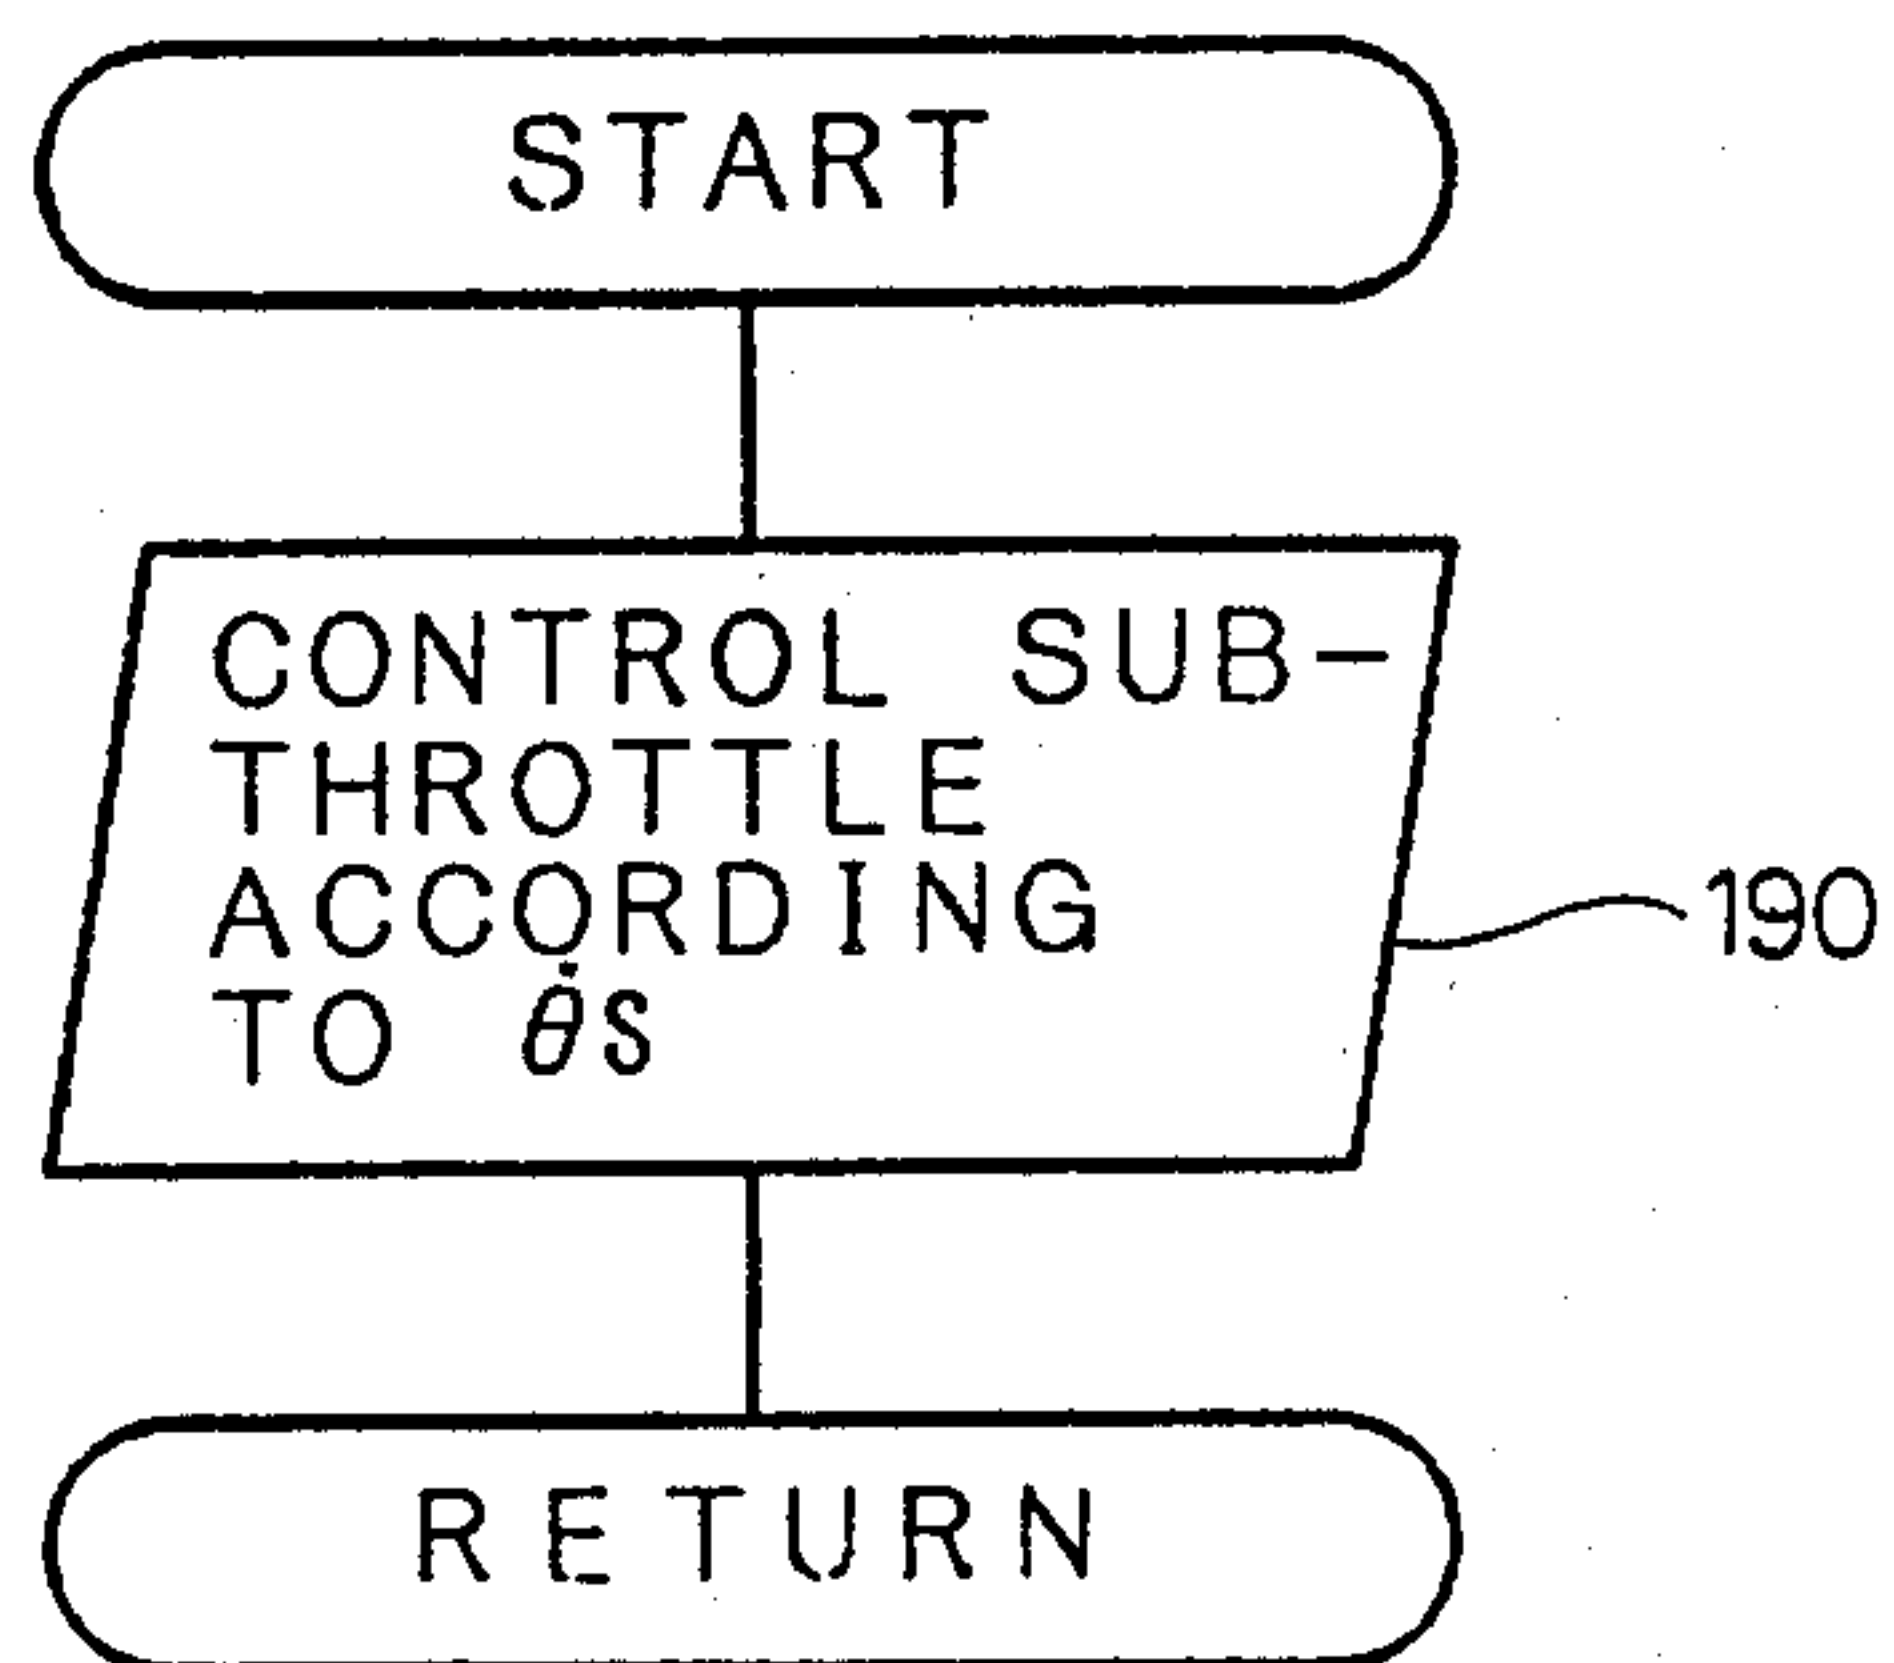 START
CONTROL SUB-
THROTTLE
ACCORDING
TO θ̇s
190
RETURN